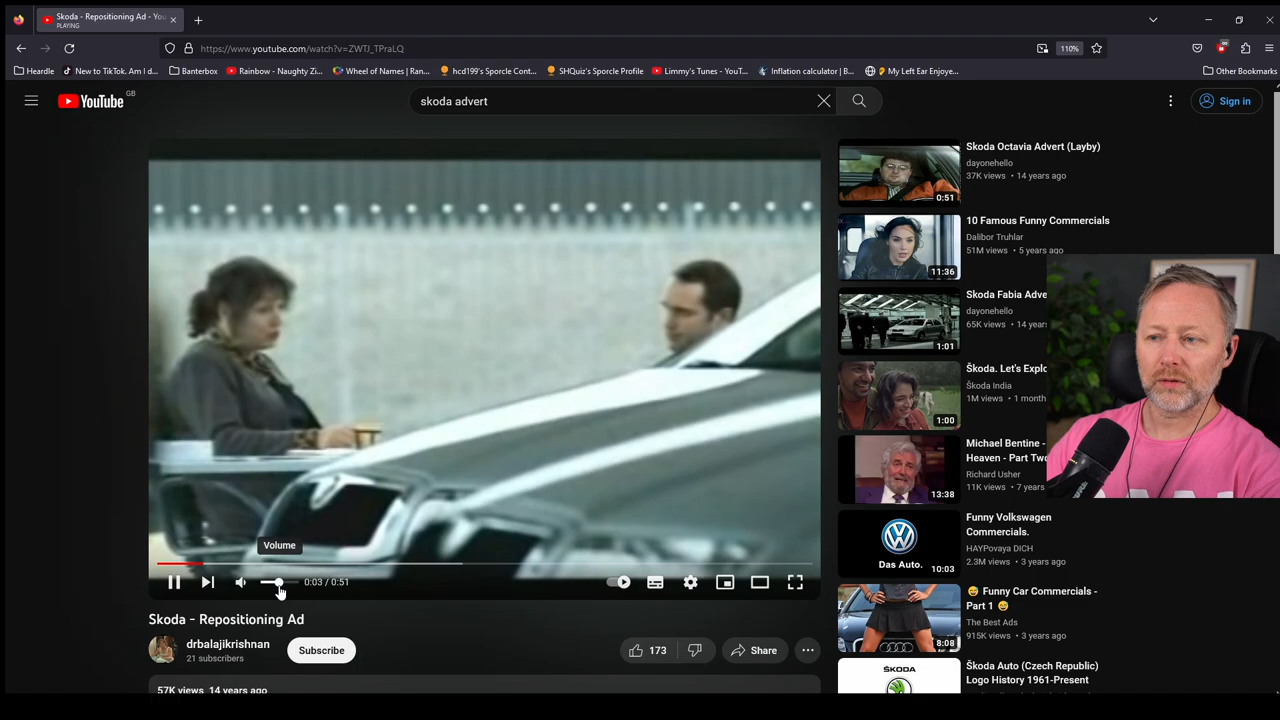 Skoda - Repositioning Ad - You
PLAYING
https://www.youtube.com/watch?v=ZWTJ_TPraLQ
110%
Heardle
New to TikTok, Am I d...
Banterbox
Rainbow - Naughty Zi...
Wheel of Names | Ran...
hcd199's Sporcle Cont...
SHQuiz's Sporcle Profile
Limmy's Tunes - YouT...
Inflation calculator | B...
My Left Ear Enjoye...
Other Bookmarks
YouTube GB
skoda advert
Sign in
Volume
0:03 / 0:51
Skoda - Repositioning Ad
drbalajikrishnan
21 subscribers
Subscribe
173
Share
57K views 14 years ago
Skoda Octavia Advert (Layby)
dayonehello
37K views • 14 years ago
0:51
10 Famous Funny Commercials
Dalibor Truhlar
51M views • 5 years ago
11:36
Skoda Fabia Adve
dayonehello
65K views • 14 year
1:01
Škoda. Let's Explo
Škoda India
1M views • 1 month
1:00
Michael Bentine -
Heaven - Part Two
Richard Usher
11K views • 7 years
13:38
Funny Volkswagen
Commercials.
HAYPovaya DICH
2.3M views • 3 years ago
Das Auto.
10:03
😅 Funny Car Commercials -
Part 1 😅
The Best Ads
915K views • 3 years ago
8:08
Škoda Auto (Czech Republic)
Logo History 1961-Present
ŠKODA